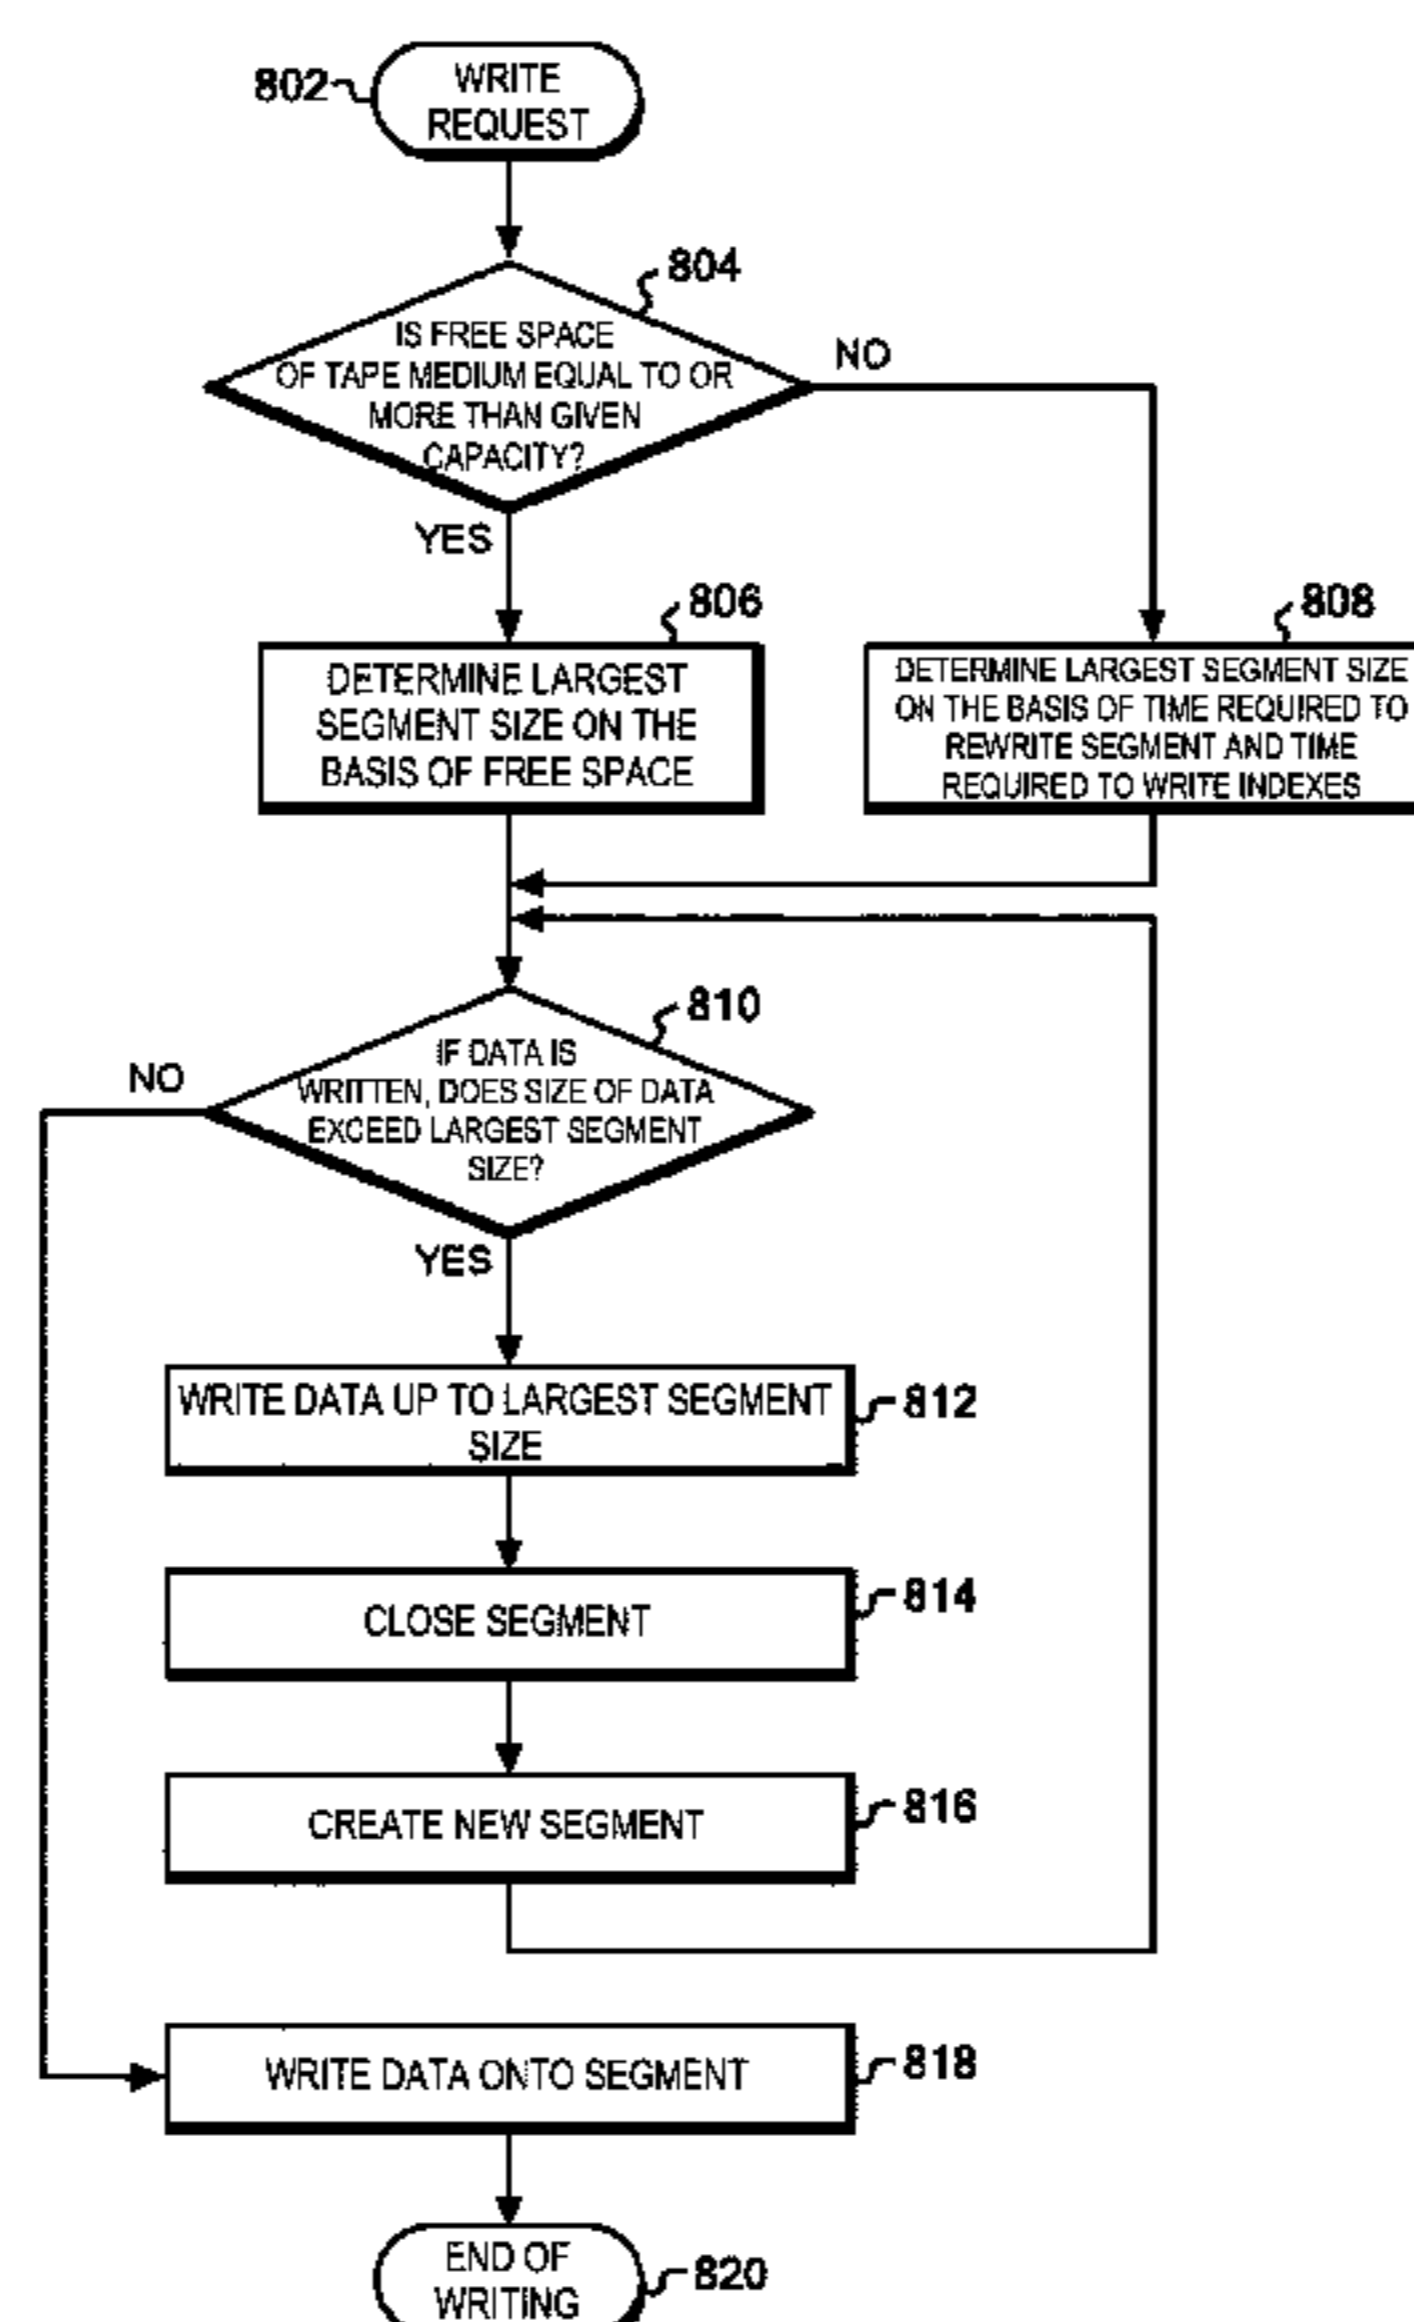 802
WRITE
REQUEST
804
IS FREE SPACE
OF TAPE MEDIUM EQUAL TO OR
MORE THAN GIVEN
CAPACITY?
NO
YES
806
DETERMINE LARGEST
SEGMENT SIZE ON THE
BASIS OF FREE SPACE
808
DETERMINE LARGEST SEGMENT SIZE
ON THE BASIS OF TIME REQUIRED TO
REWRITE SEGMENT AND TIME
REQUIRED TO WRITE INDEXES
810
IF DATA IS
WRITTEN, DOES SIZE OF DATA
EXCEED LARGEST SEGMENT
SIZE?
NO
YES
WRITE DATA UP TO LARGEST SEGMENT
SIZE
812
CLOSE SEGMENT
814
CREATE NEW SEGMENT
816
WRITE DATA ONTO SEGMENT
818
END OF
WRITING
820